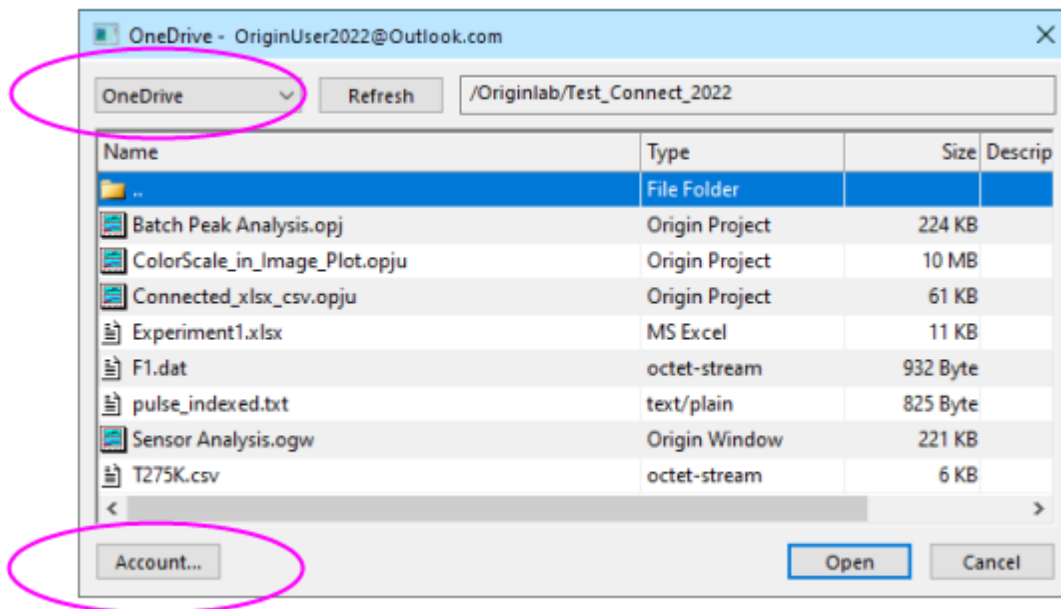 OneDrive - OriginUser2022@Outlook.com
OneDrive Refresh /Originlab/Test_Connect_2022
Name Type Size Descrip
.. File Folder
Batch Peak Analysis.opj Origin Project 224 KB
ColorScale_in_Image_Plot.opju Origin Project 10 MB
Connected_xlsx_csv.opju Origin Project 61 KB
Experiment1.xlsx MS Excel 11 KB
F1.dat octet-stream 932 Byte
pulse_indexed.txt text/plain 825 Byte
Sensor Analysis.ogw Origin Window 221 KB
T275K.csv octet-stream 6 KB
Account... Open Cancel